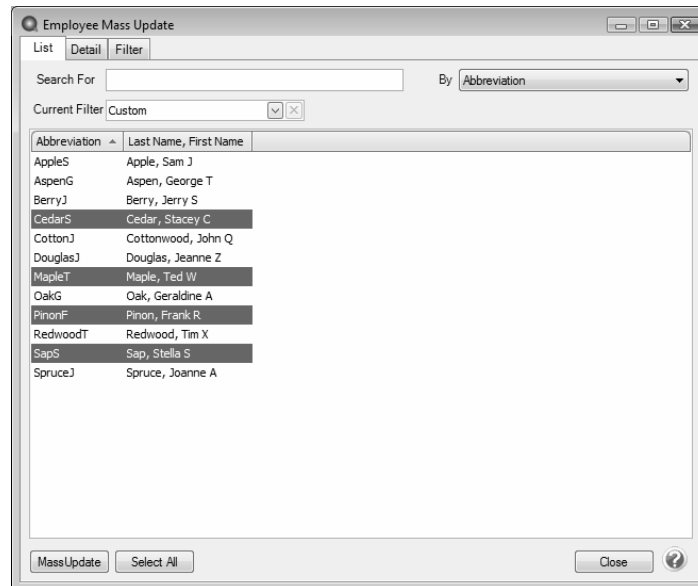 Employee Mass Update
List Detail Filter
Search For By Abbreviation
Current Filter Custom
Abbreviation Last Name, First Name
AppleS Apple, Sam J
AspenG Aspen, George T
BerryJ Berry, Jerry S
CedarS Cedar, Stacey C
CottonJ Cottonwood, John Q
DouglasJ Douglas, Jeanne Z
MapleT Maple, Ted W
OakG Oak, Geraldine A
PinonF Pinon, Frank R
RedwoodT Redwood, Tim X
SapS Sap, Stella S
SpruceJ Spruce, Joanne A
MassUpdate Select All Close ?